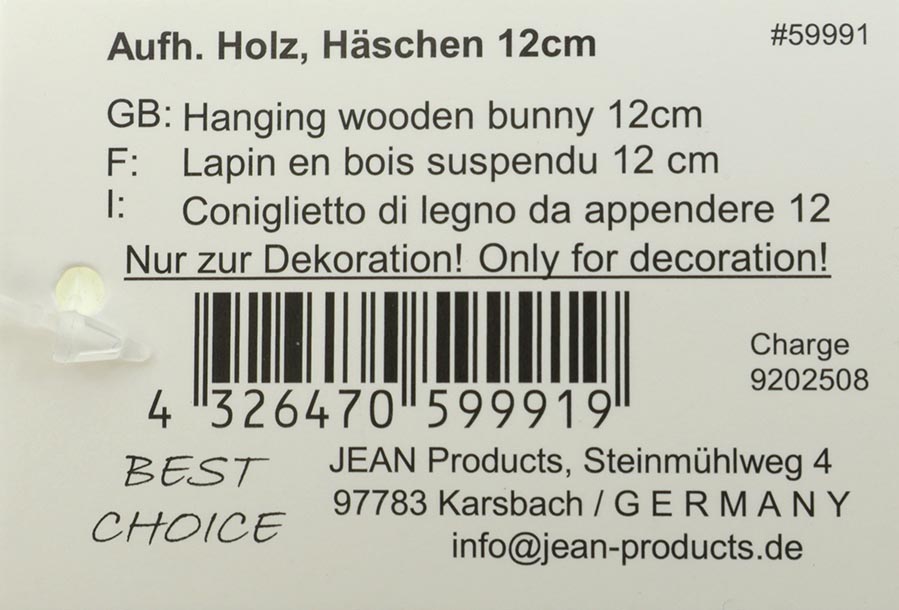 Aufh. Holz, Häschen 12cm
#59991
GB: Hanging wooden bunny 12cm
F: Lapin en bois suspendu 12 cm
I: Coniglietto di legno da appendere 12
Nur zur Dekoration! Only for decoration!
4 326470 599919
Charge
9202508
BEST
CHOICE
JEAN Products, Steinmühlweg 4
97783 Karsbach / G E R M A N Y
info@jean-products.de